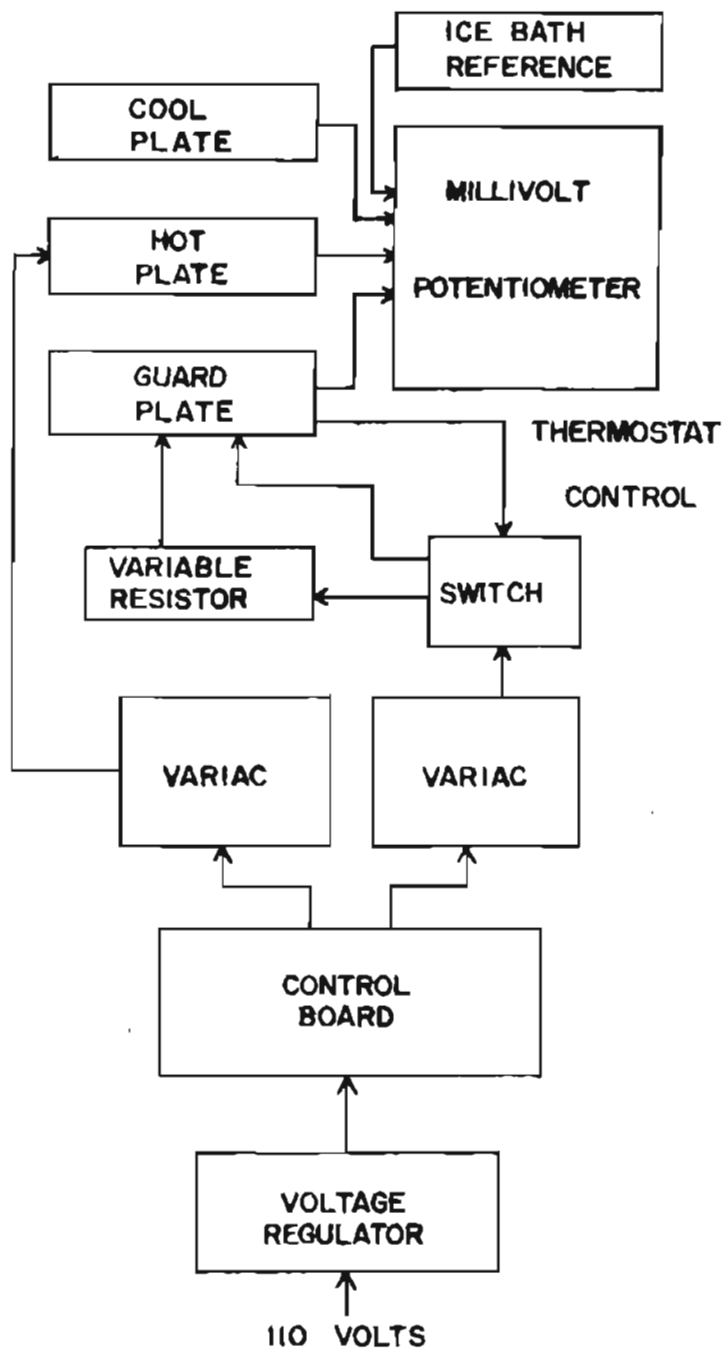 ICE BATH
REFERENCE
COOL
PLATE
MILLIVOLT
POTENTIOMETER
HOT
PLATE
GUARD
PLATE
THERMOSTAT
CONTROL
VARIABLE
RESISTOR
SWITCH
VARIAC
VARIAC
CONTROL
BOARD
VOLTAGE
REGULATOR
110 VOLTS